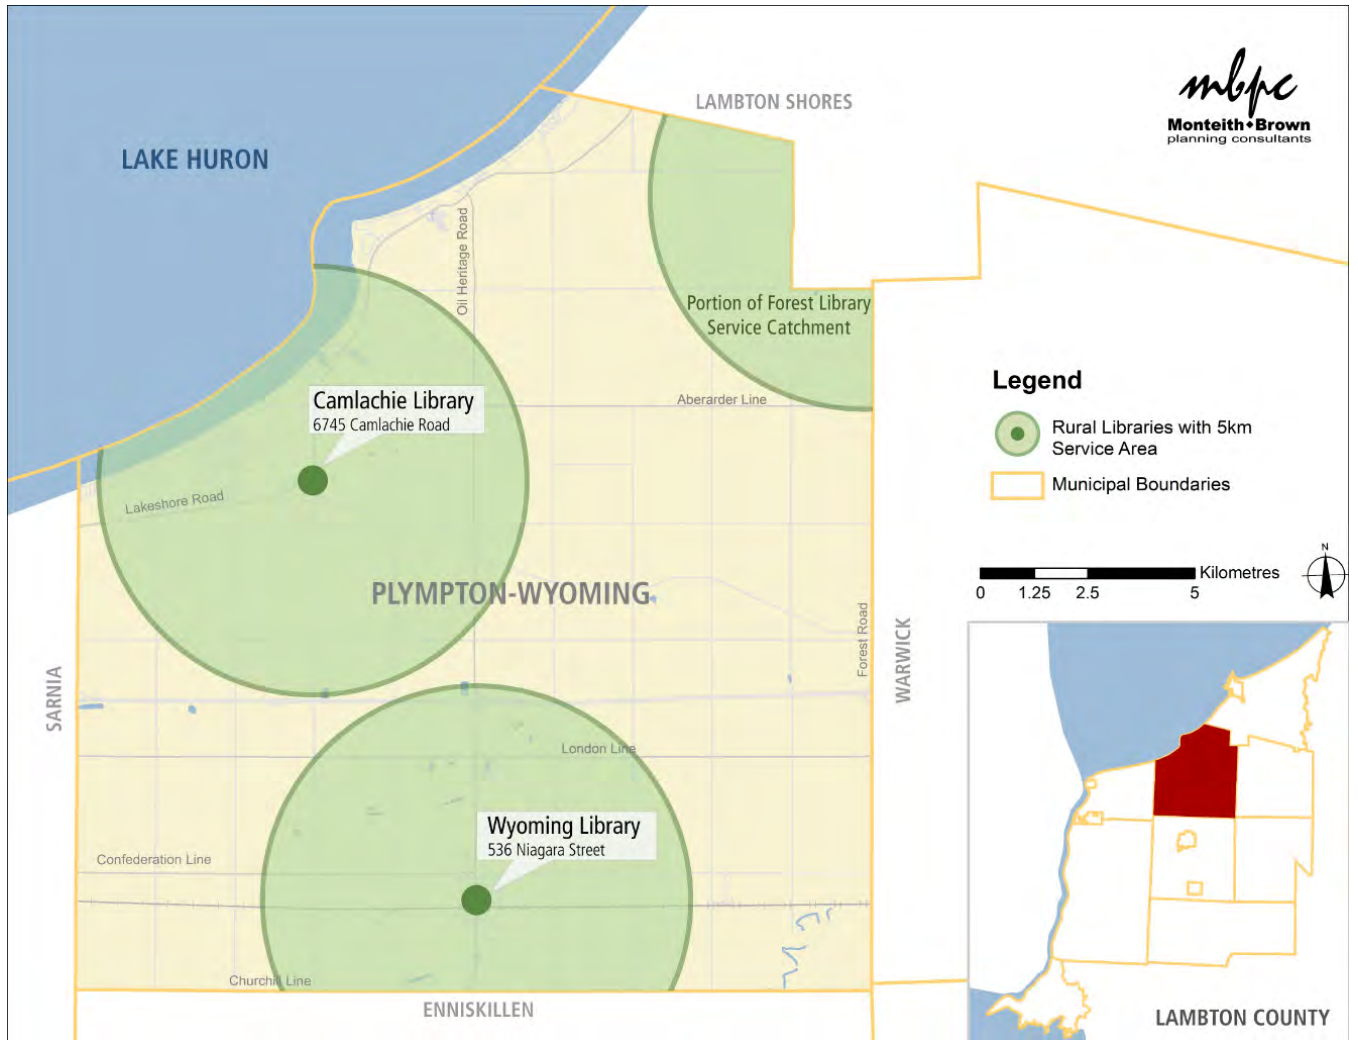 LAMBTON SHORES
mbpc
Monteith♦Brown
planning consultants
LAKE HURON
Oil Heritage Road
Portion of Forest Library
Service Catchment
Legend
Camlachie Library
6745 Camlachie Road
Aberarder Line
Rural Libraries with 5km
Service Area
Municipal Boundaries
Lakeshore Road
Kilometres
0 1.25 2.5 5
N
PLYMPTON-WYOMING
Forest Road
WARWICK
SARNIA
London Line
Wyoming Library
536 Niagara Street
Confederation Line
Churchill Line
ENNISKILLEN
LAMBTON COUNTY